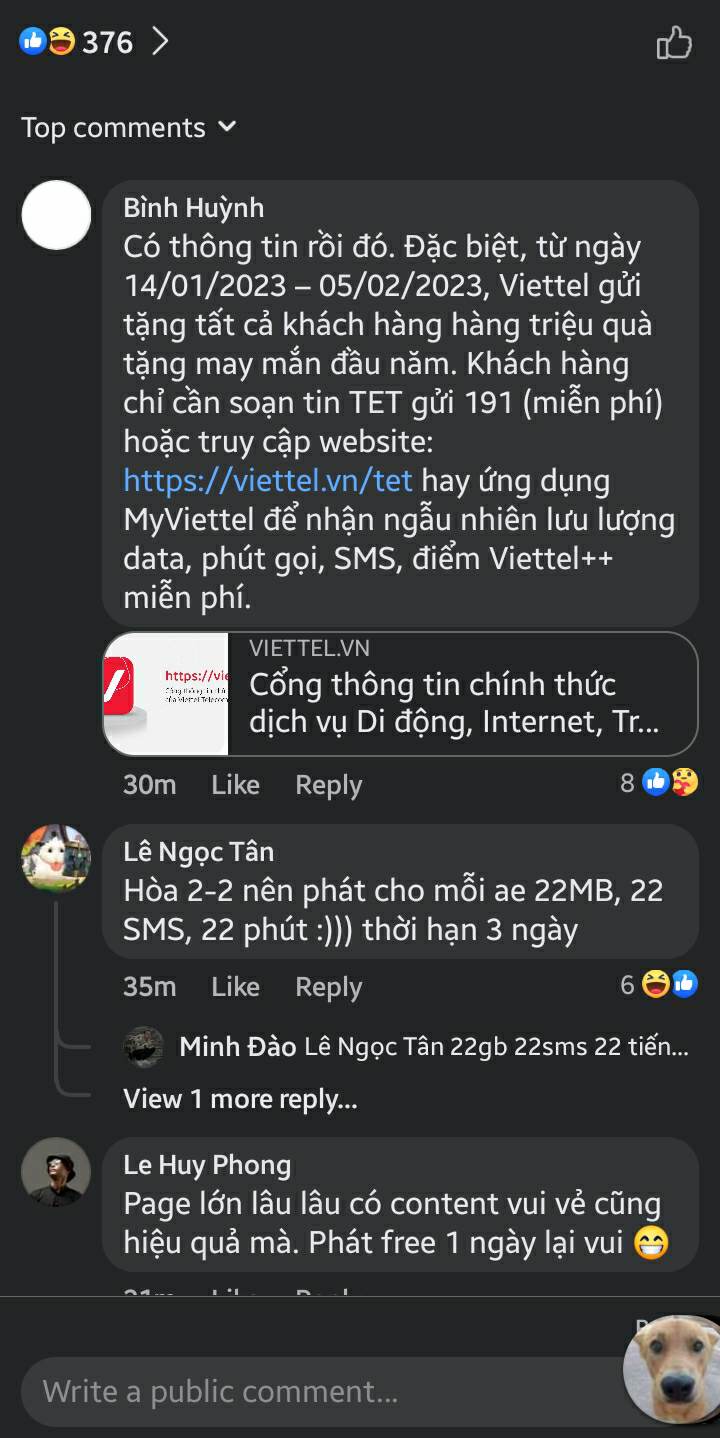 376
Top comments
Bình Huỳnh
Có thông tin rồi đó. Đặc biệt, từ ngày
14/01/2023 – 05/02/2023, Viettel gửi
tặng tất cả khách hàng hàng triệu quà
tặng may mắn đầu năm. Khách hàng
chỉ cần soạn tin TET gửi 191 (miễn phí)
hoặc truy cập website:
https://viettel.vn/tet hay ứng dụng
MyViettel để nhận ngẫu nhiên lưu lượng
data, phút gọi, SMS, điểm Viettel++
miễn phí.
https://vie
VIETTEL.VN
Cổng thông tin chính thức
dịch vụ Di động, Internet, Tr...
30m Like Reply 8
Lê Ngọc Tân
Hòa 2-2 nên phát cho mỗi ae 22MB, 22
SMS, 22 phút :))) thời hạn 3 ngày
35m Like Reply 6
Minh Đào Lê Ngọc Tân 22gb 22sms 22 tiến...
View 1 more reply...
Le Huy Phong
Page lớn lâu lâu có content vui vẻ cũng
hiệu quả mà. Phát free 1 ngày lại vui
Write a public comment...